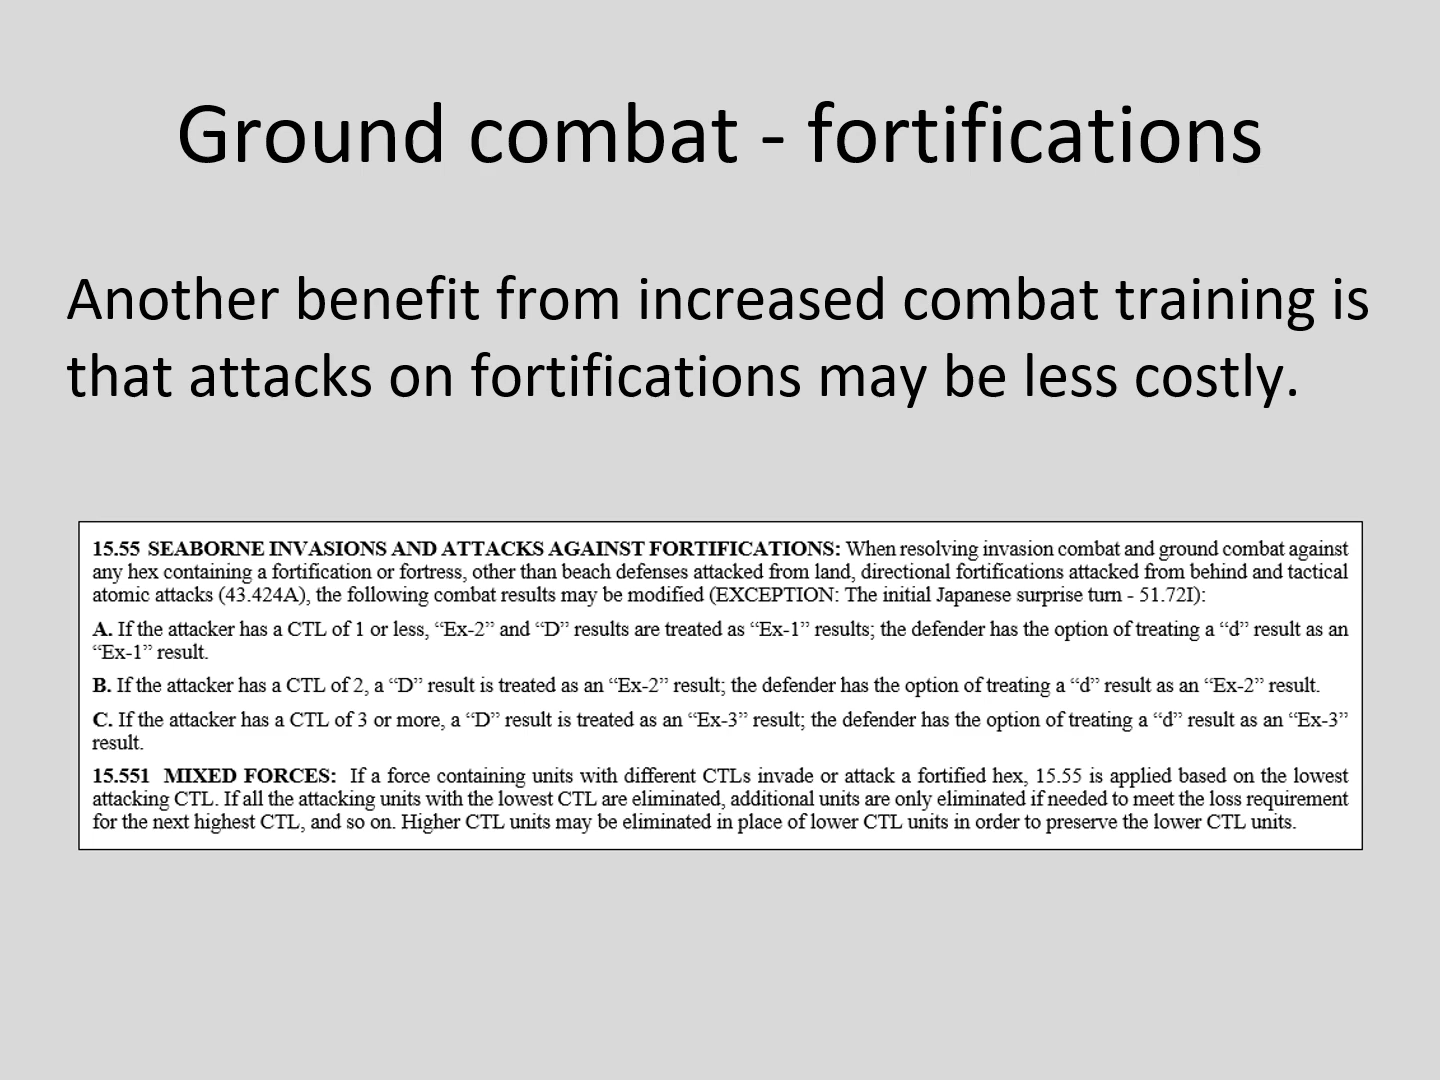 Ground combat - fortifications
Another benefit from increased combat training is
that attacks on fortifications may be less costly.
15.55 SEABORNE INVASIONS AND ATTACKS AGAINST FORTIFICATIONS: When resolving invasion combat and ground combat against
any hex containing a fortification or fortress, other than beach defenses attacked from land, directional fortifications attacked from behind and tactical
atomic attacks (43.424A), the following combat results may be modified (EXCEPTION: The initial Japanese surprise turn - 51.72I):
A. If the attacker has a CTL of 1 or less, “Ex-2” and “D” results are treated as “Ex-1” results; the defender has the option of treating a “d” result as an
“Ex-1” result.
B. If the attacker has a CTL of 2, a “D” result is treated as an “Ex-2” result; the defender has the option of treating a “d” result as an “Ex-2” result.
C. If the attacker has a CTL of 3 or more, a “D” result is treated as an “Ex-3” result; the defender has the option of treating a “d” result as an “Ex-3”
result.
15.551 MIXED FORCES: If a force containing units with different CTLs invade or attack a fortified hex, 15.55 is applied based on the lowest
attacking CTL. If all the attacking units with the lowest CTL are eliminated, additional units are only eliminated if needed to meet the loss requirement
for the next highest CTL, and so on. Higher CTL units may be eliminated in place of lower CTL units in order to preserve the lower CTL units.